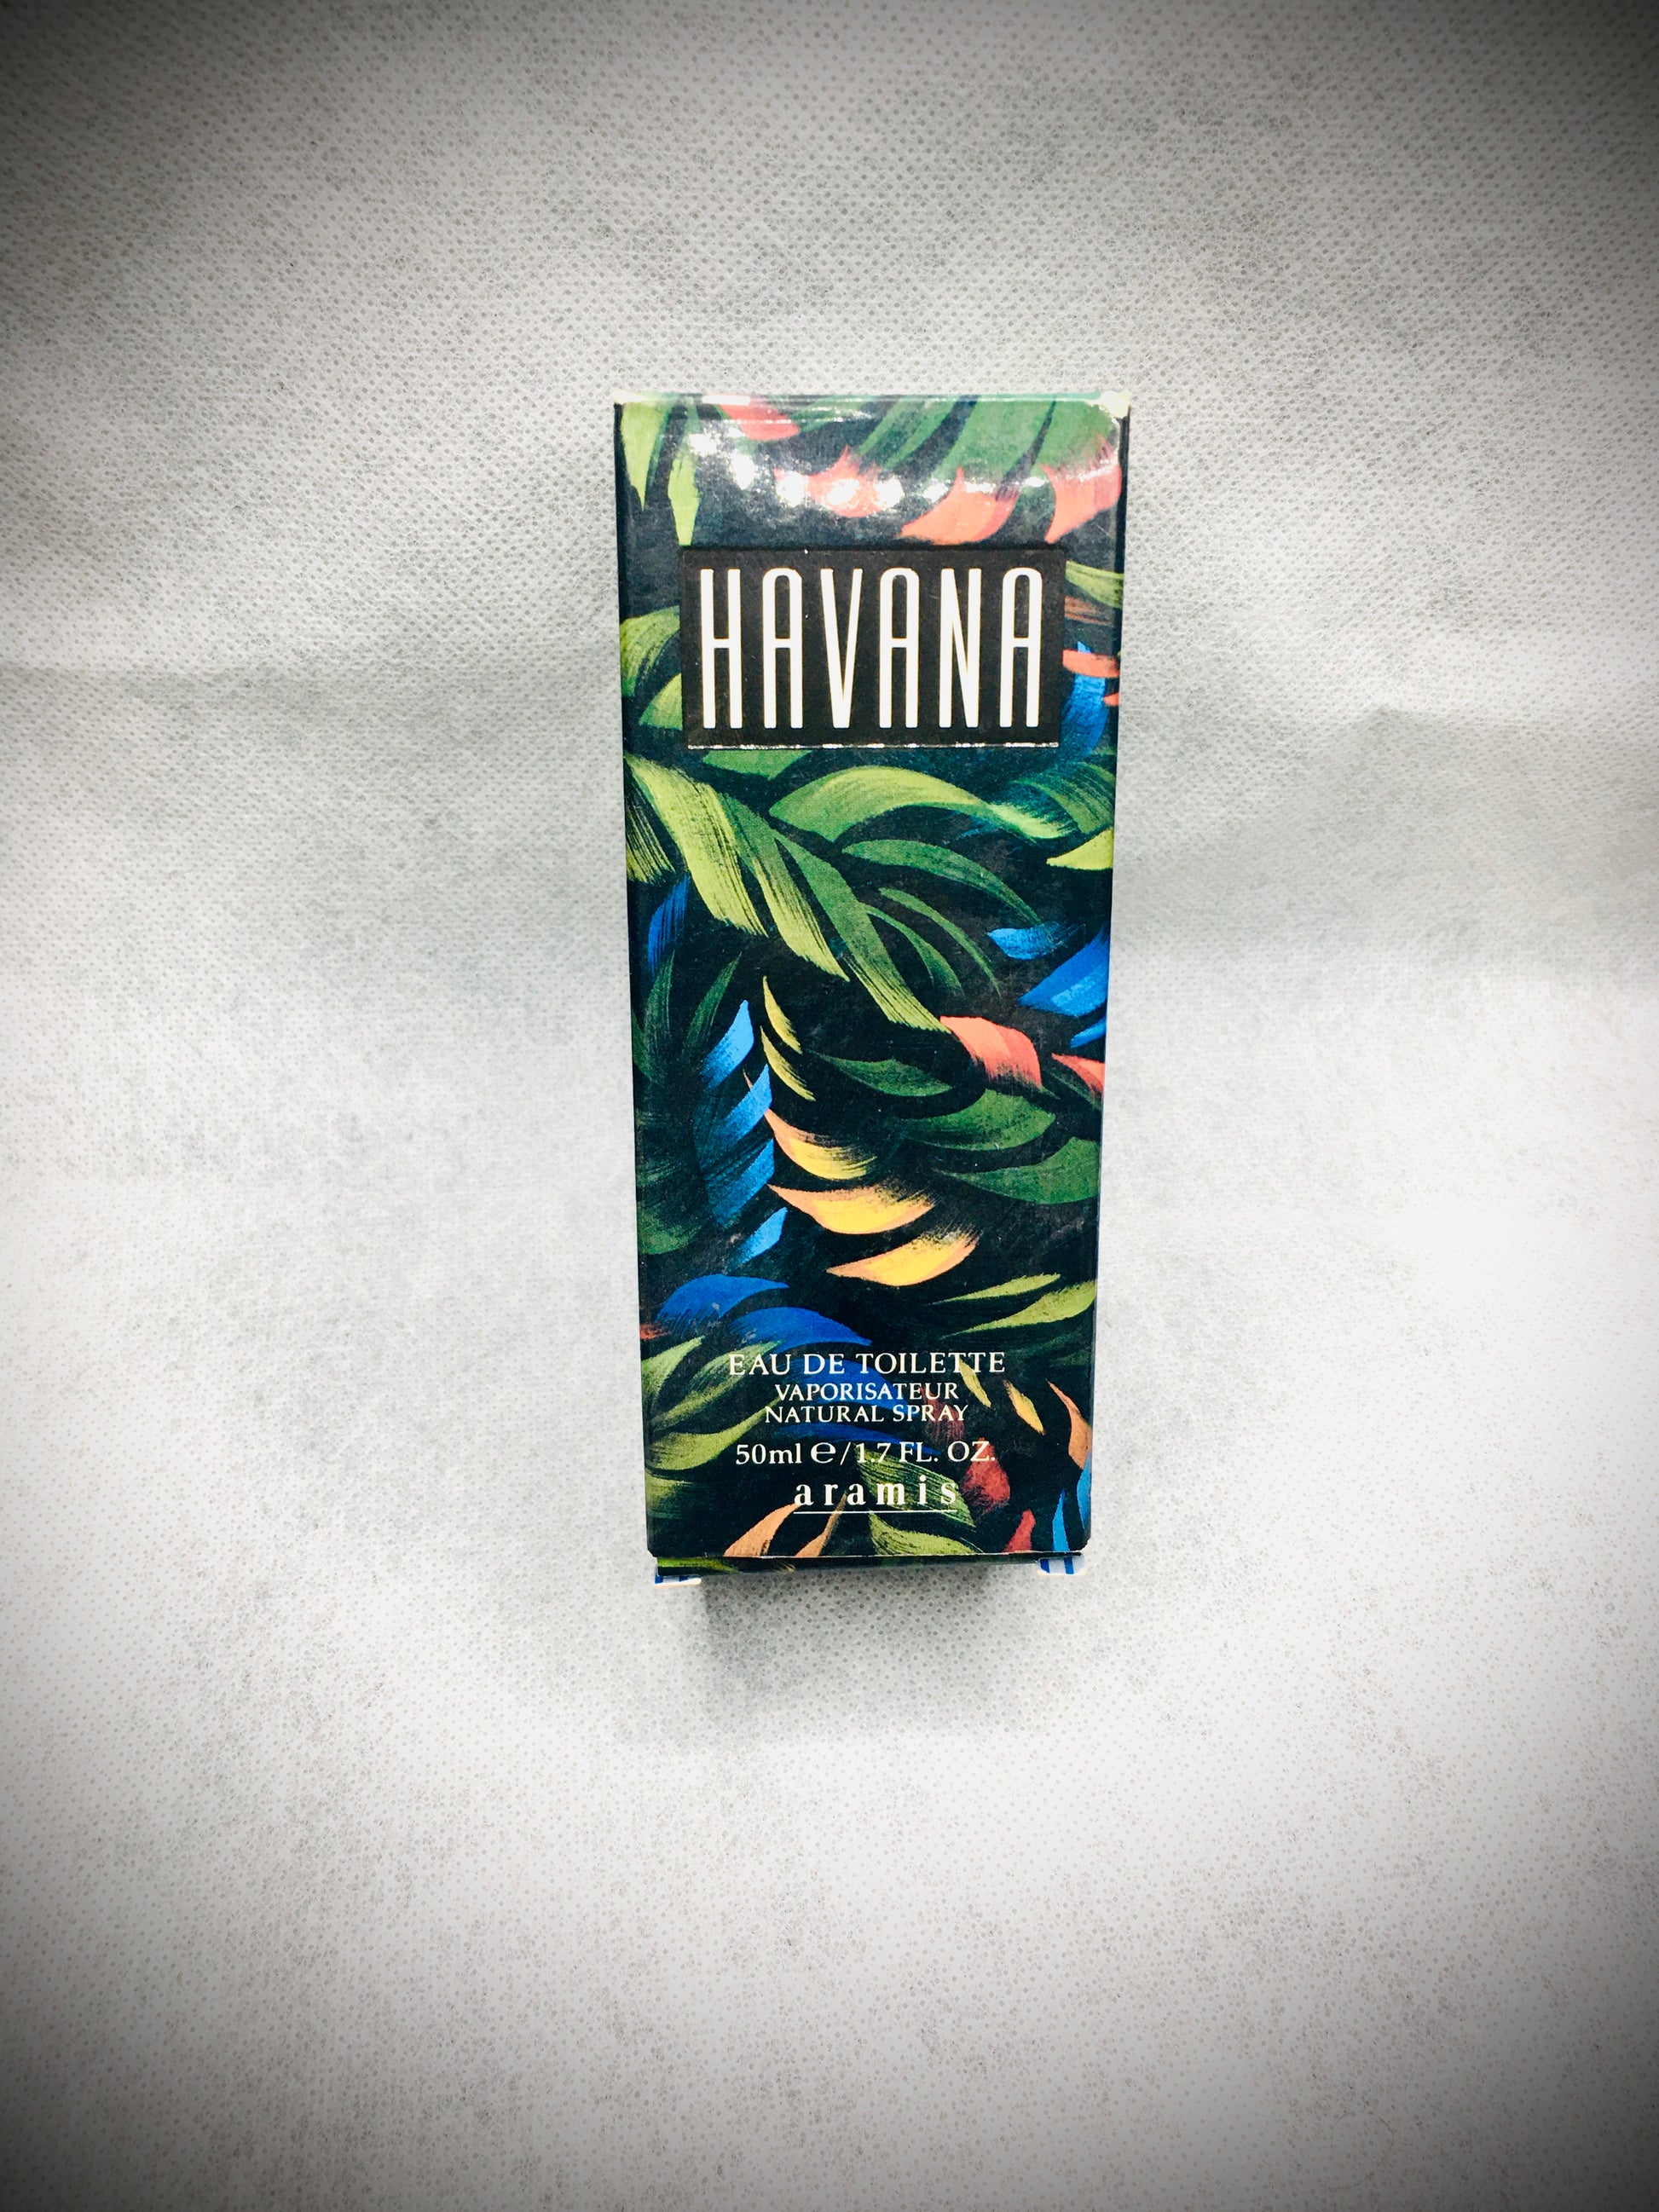 HAVANA
EAU DE TOILETTE
VAPORISATEUR
NATURAL SPRAY
50ml ℮/1.7 FL. OZ.
aramis